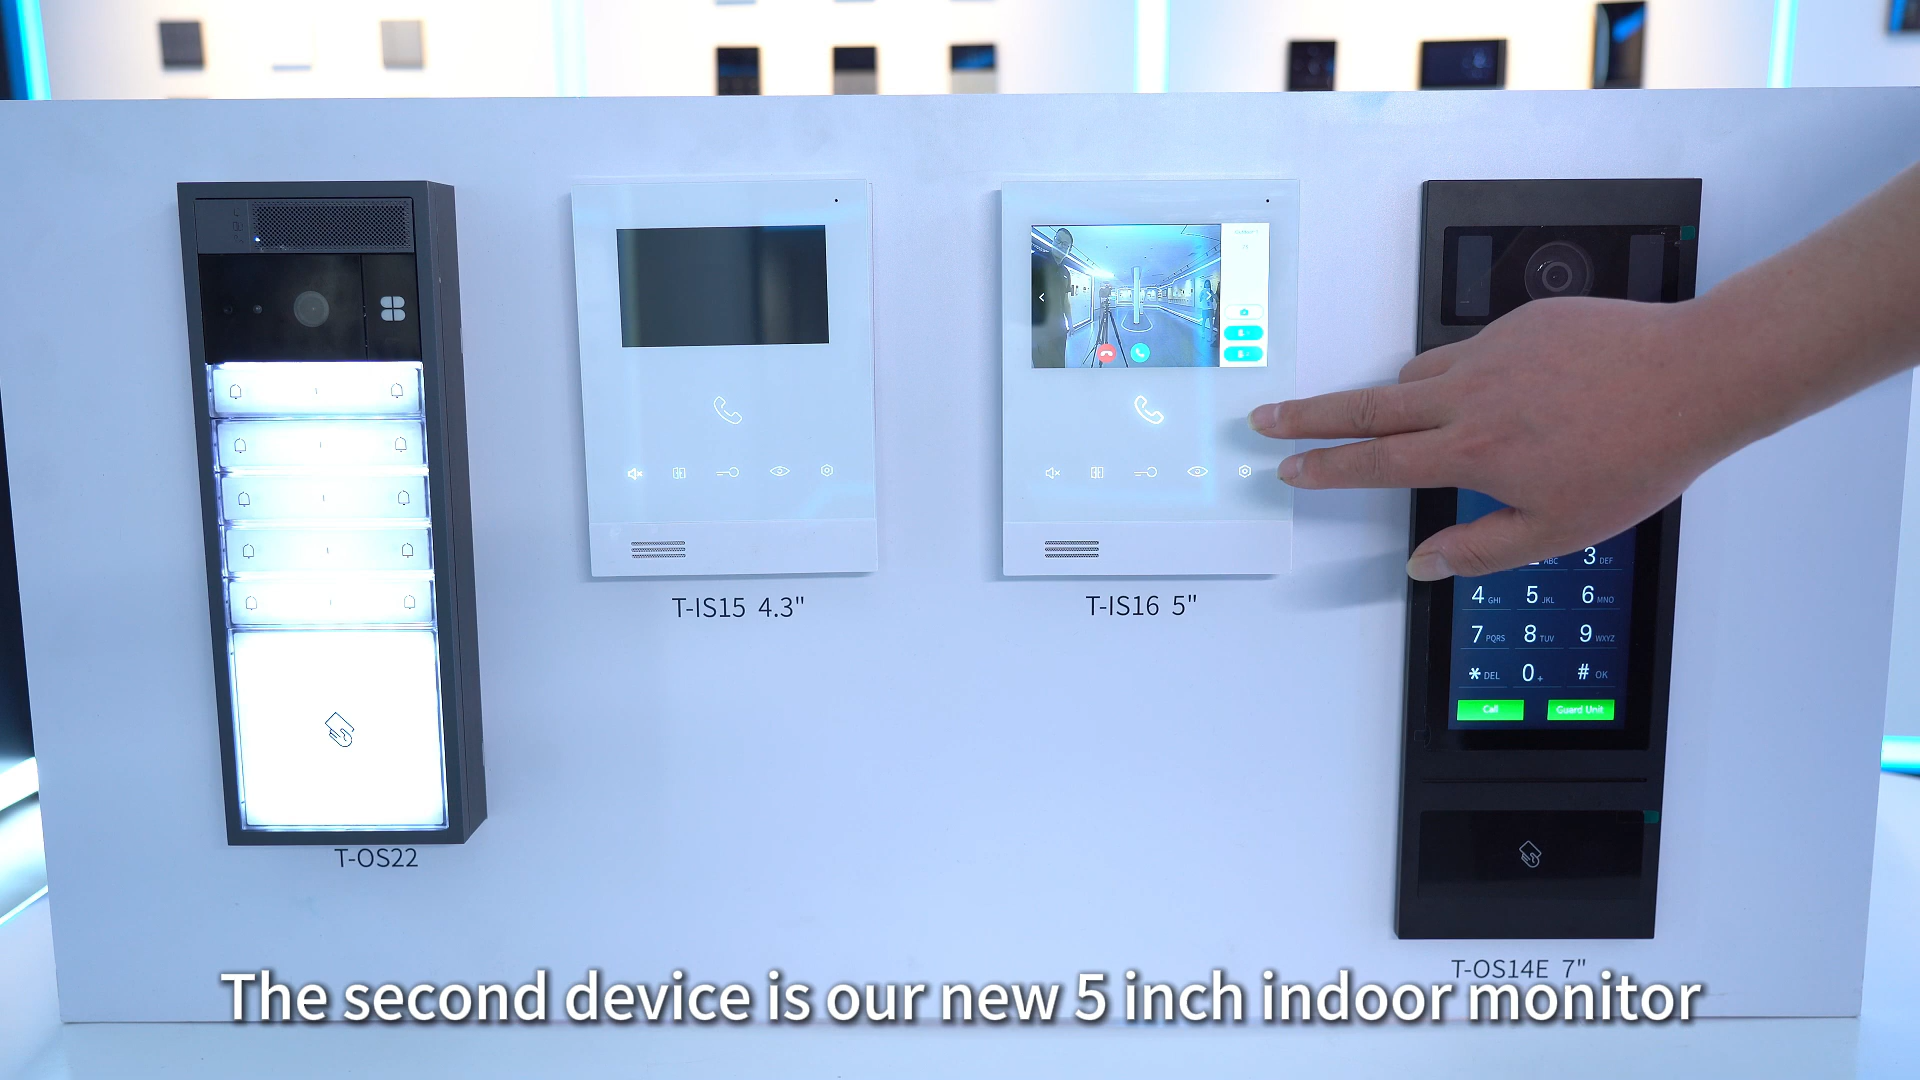 T-IS15 4.3"
T-IS16 5"
3 DEF
ABC
4 GHI 5 JKL 6 MNO
7 PQRS 8 TUV 9 WXYZ
* DEL 0 + # OK
Call Guard Unit
T-OS22
T-OS14E 7"
The second device is our new 5 inch indoor monitor